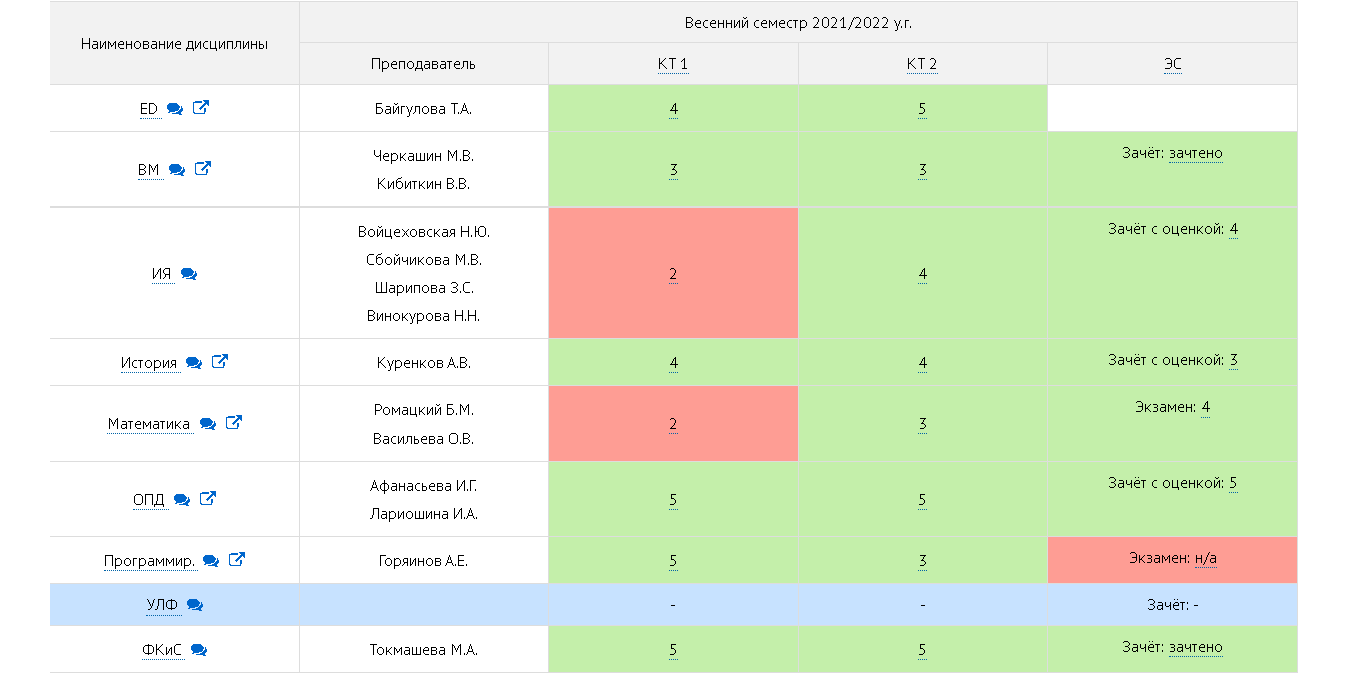 Наименование дисциплины
Весенний семестр 2021/2022 у.г.
Преподаватель КТ 1 КТ 2 ЭС
ED Байгулова Т.А. 4 5
ВМ Черкашин М.В. 3 3 Зачёт: зачтено
Кибиткин В.В.
ИЯ Войцеховская Н.Ю. 2 4 Зачёт с оценкой: 4
Сбойчикова М.В.
Шарипова З.С.
Винокурова Н.Н.
История Куренков А.В. 4 4 Зачёт с оценкой: 3
Математика Ромацкий Б.М. 2 3 Экзамен: 4
Васильева О.В.
ОПД Афанасьева И.Г. 5 5 Зачёт с оценкой: 5
Лариошина И.А.
Программир. Горяинов А.Е. 5 3 Экзамен: н/а
УЛФ - - Зачёт: -
ФКиС Токмашева М.А. 5 5 Зачёт: зачтено